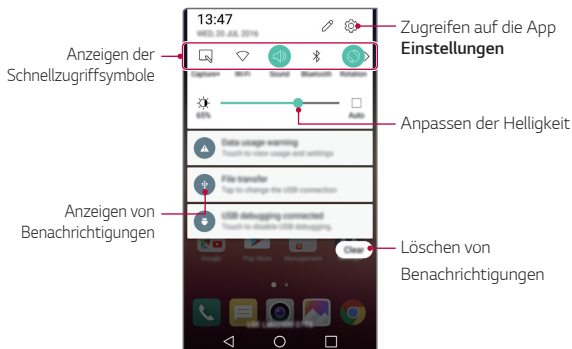 13:47
WED, 20 JUL, 2016
Zugreifen auf die App
Einstellungen
Anzeigen der
Schnellzugriffsymbole
Capture+ Wi-Fi Sound Bluetooth Rotation
65%
Auto
Anpassen der Helligkeit
Data usage warning
Touch to view usage and settings
File transfer
Tap to change the USB connection
Anzeigen von
Benachrichtigungen
USB debugging connected
Touch to disable USB debugging.
Clear
Löschen von
Benachrichtigungen
Google Play Store Management